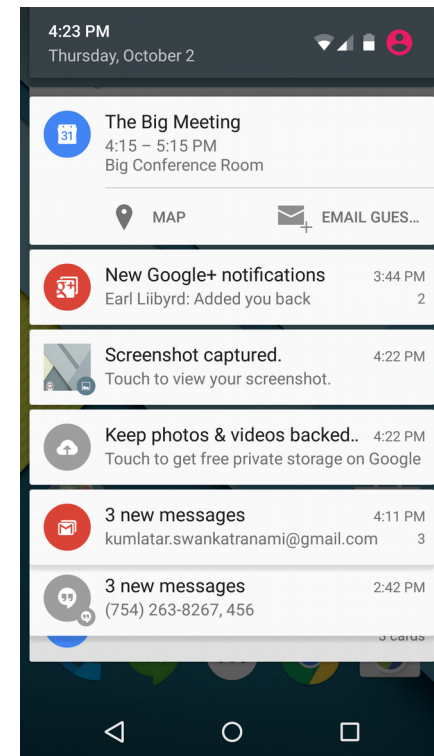 4:23 PM
Thursday, October 2
31
The Big Meeting
4:15 – 5:15 PM
Big Conference Room
MAP EMAIL GUES...
New Google+ notifications 3:44 PM
Earl Liibyrd: Added you back 2
Screenshot captured. 4:22 PM
Touch to view your screenshot.
Keep photos & videos backed.. 4:22 PM
Touch to get free private storage on Google
3 new messages 4:11 PM
kumlatar.swankatranami@gmail.com 3
3 new messages 2:42 PM
(754) 263-8267, 456
3 cards